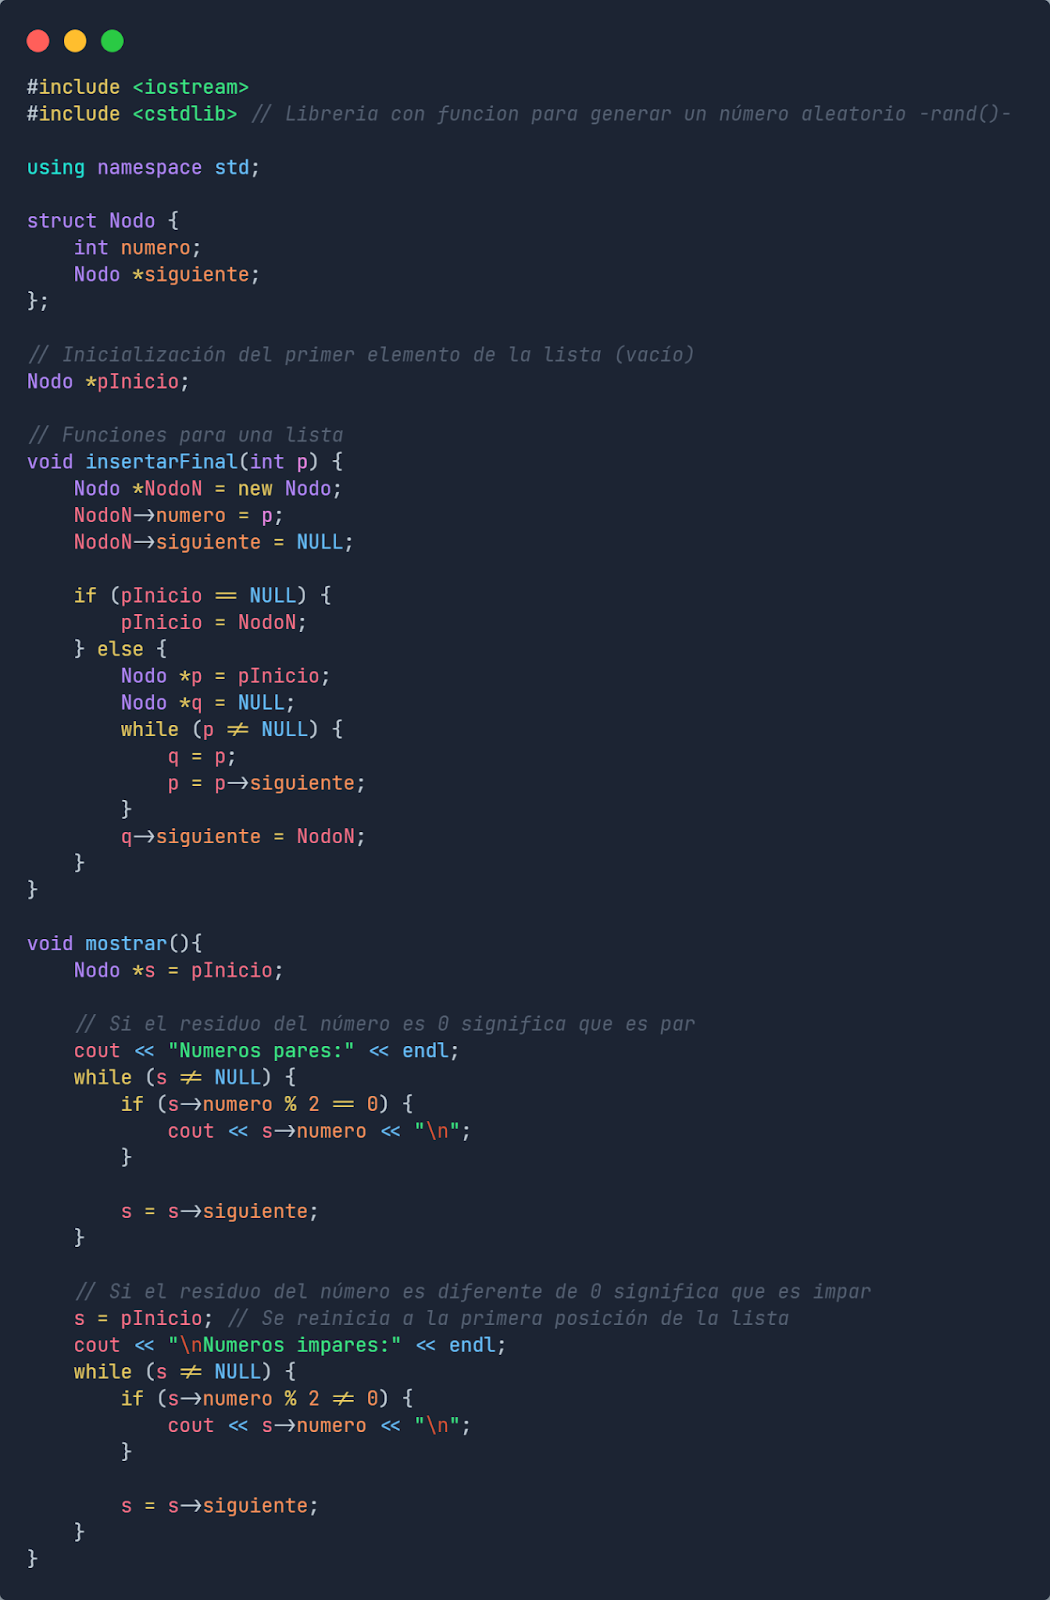 #include <iostream>
#include <cstdlib> // Libreria con funcion para generar un número aleatorio -rand()-
using namespace std;
struct Nodo {
    int numero;
    Nodo *siguiente;
};
// Inicialización del primer elemento de la lista (vacío)
Nodo *pInicio;
// Funciones para una lista
void insertarFinal(int p) {
    Nodo *NodoN = new Nodo;
    NodoN->numero = p;
    NodoN->siguiente = NULL;
    if (pInicio == NULL) {
        pInicio = NodoN;
    } else {
        Nodo *p = pInicio;
        Nodo *q = NULL;
        while (p != NULL) {
            q = p;
            p = p->siguiente;
        }
        q->siguiente = NodoN;
    }
}
void mostrar(){
    Nodo *s = pInicio;
    // Si el residuo del número es 0 significa que es par
    cout << "Numeros pares:" << endl;
    while (s != NULL) {
        if (s->numero % 2 == 0) {
            cout << s->numero << "\n";
        }
        s = s->siguiente;
    }
    // Si el residuo del número es diferente de 0 significa que es impar
    s = pInicio; // Se reinicia a la primera posición de la lista
    cout << "\nNumeros impares:" << endl;
    while (s != NULL) {
        if (s->numero % 2 != 0) {
            cout << s->numero << "\n";
        }
        s = s->siguiente;
    }
}